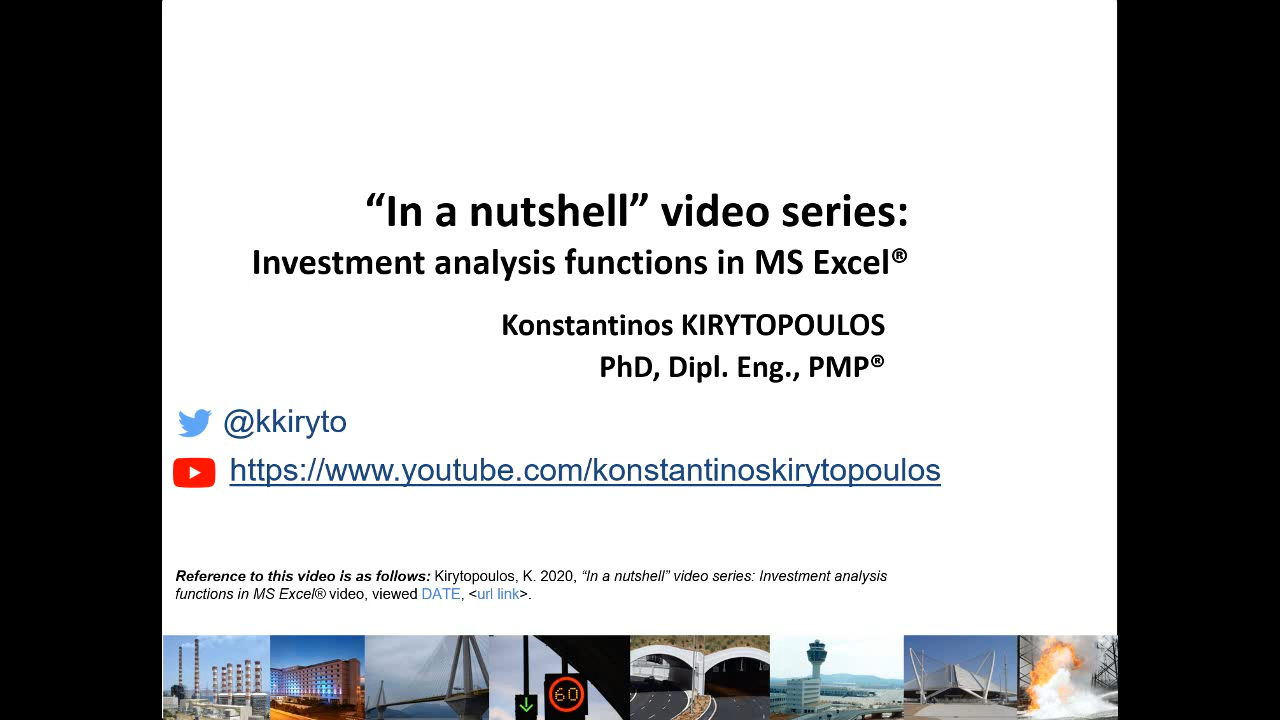 “In a nutshell” video series:
Investment analysis functions in MS Excel®
Konstantinos KIRYTOPOULOS
PhD, Dipl. Eng., PMP®
@kkiryto
https://www.youtube.com/konstantinoskirytopoulos
Reference to this video is as follows: Kirytopoulos, K. 2020, “In a nutshell” video series: Investment analysis
functions in MS Excel® video, viewed DATE, <url link>.
60